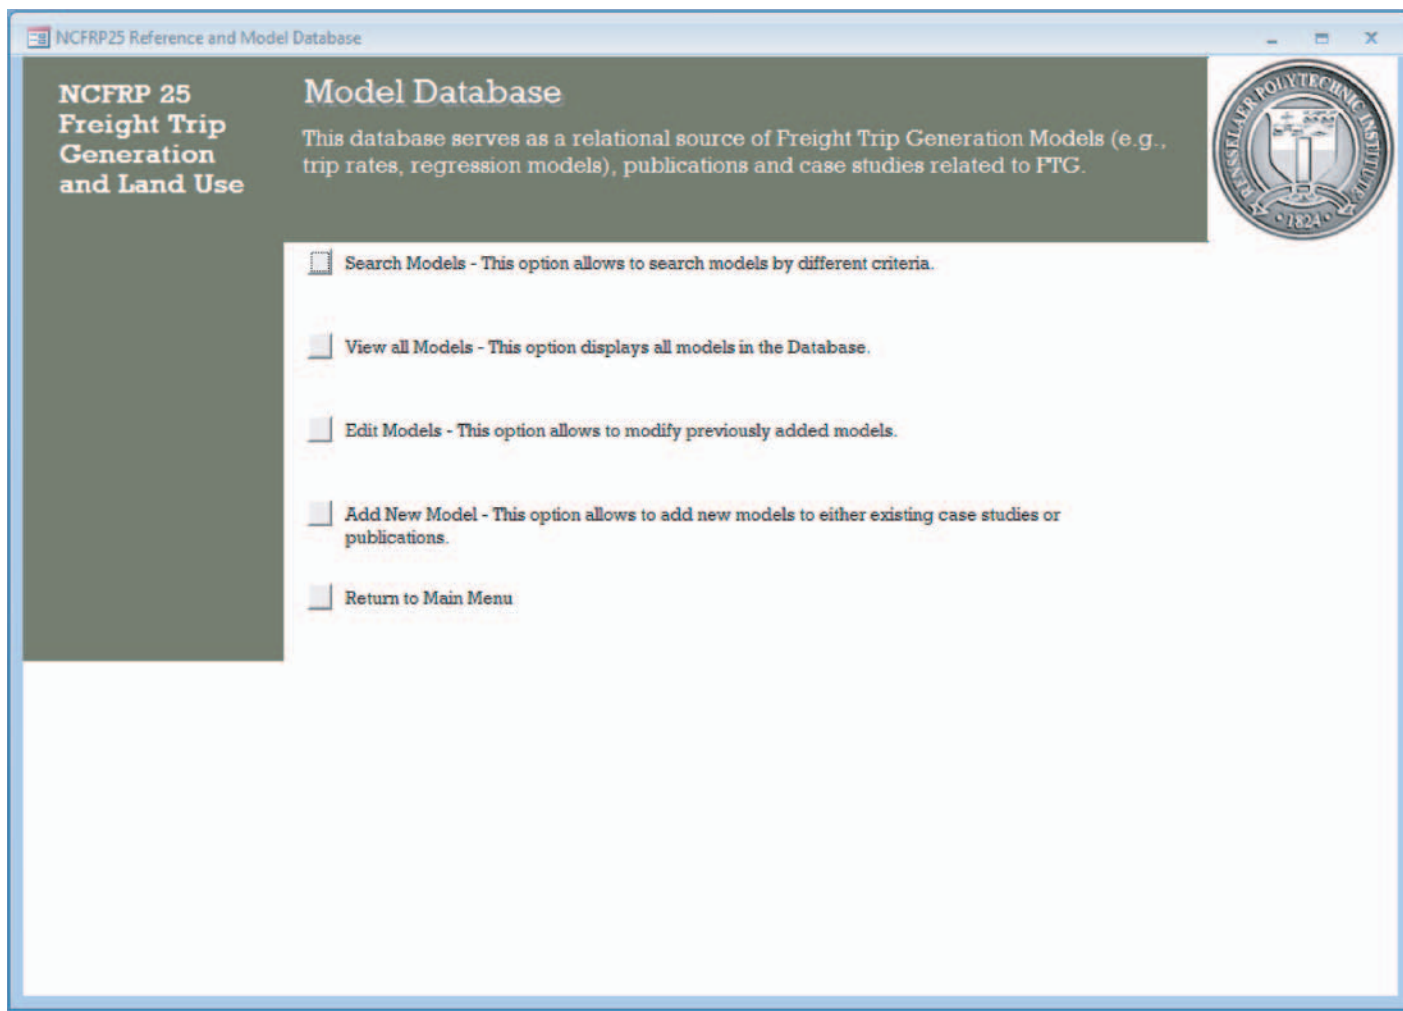 NCFRP25 Reference and Model Database
NCFRP 25
Freight Trip
Generation
and Land Use
Model Database
This database serves as a relational source of Freight Trip Generation Models (e.g.,
trip rates, regression models), publications and case studies related to FTG.
RENSSELAER POLYTECHNIC INSTITUTE
1824
Search Models - This option allows to search models by different criteria.
View all Models - This option displays all models in the Database.
Edit Models - This option allows to modify previously added models.
Add New Model - This option allows to add new models to either existing case studies or
publications.
Return to Main Menu